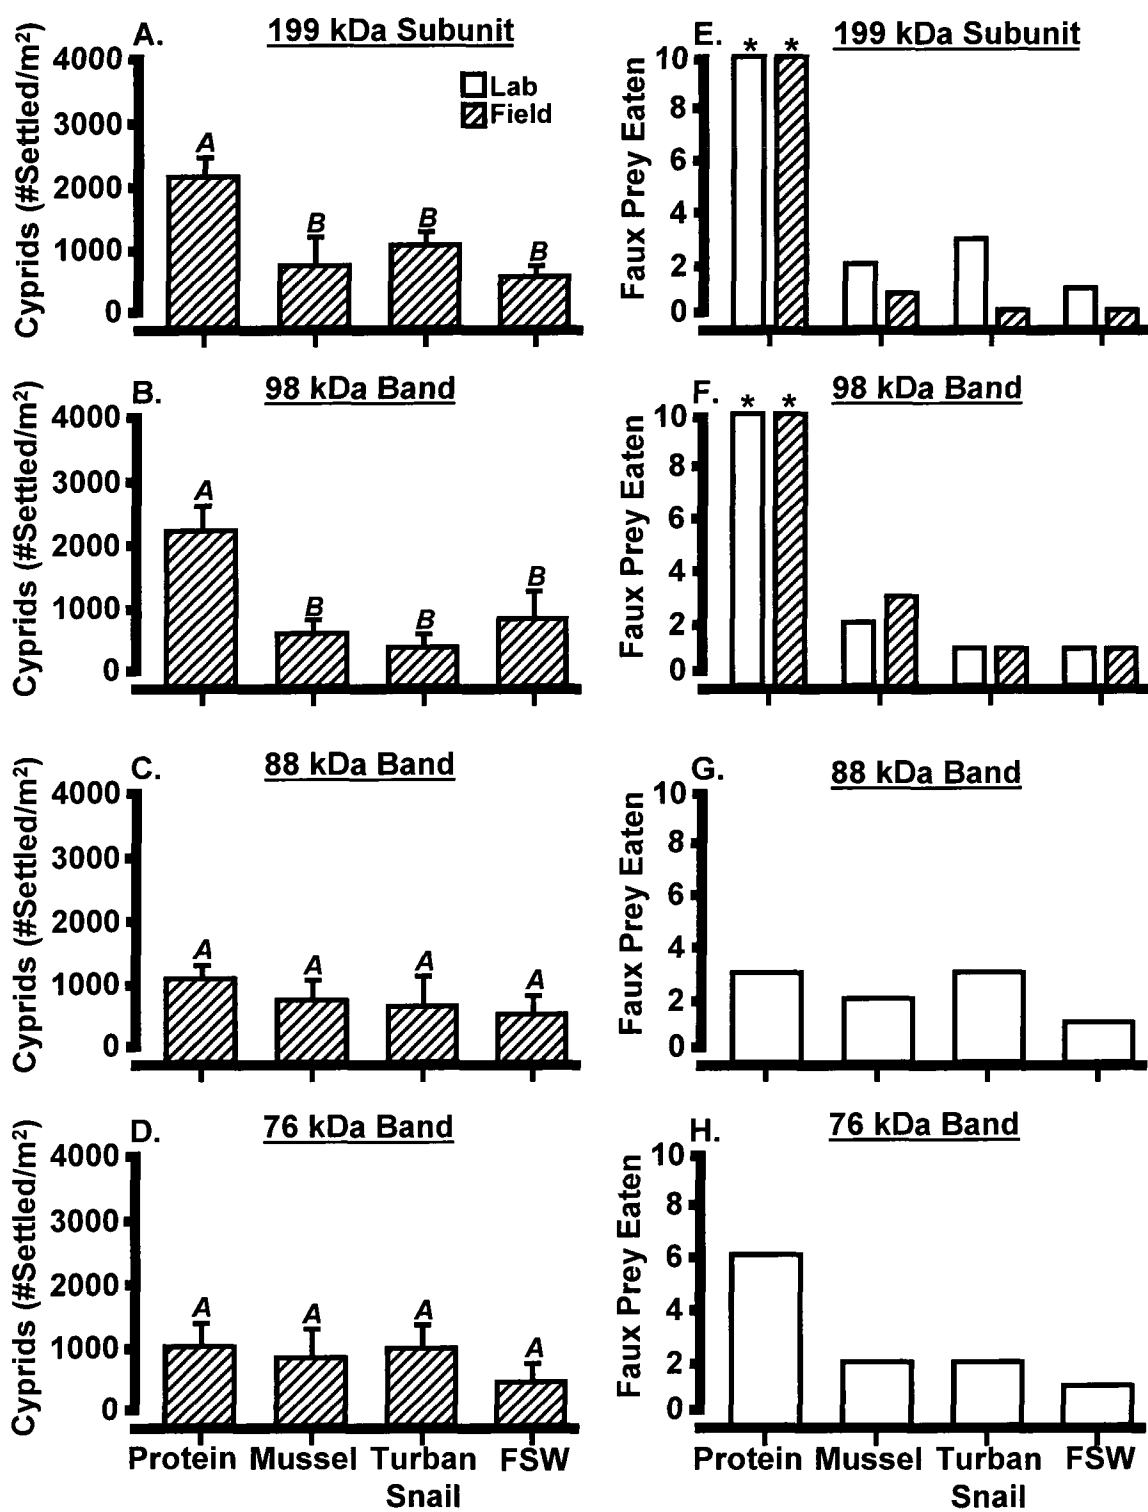 A.
199 kDa Subunit
Cyprids (#Settled/m²)
4000
3000
2000
1000
0
Lab
Field
A
B
B
B
E.
199 kDa Subunit
Faux Prey Eaten
10
8
6
4
2
0
* *
B.
98 kDa Band
Cyprids (#Settled/m²)
4000
3000
2000
1000
0
A
B
B
B
F.
98 kDa Band
Faux Prey Eaten
10
8
6
4
2
0
* *
C.
88 kDa Band
Cyprids (#Settled/m²)
4000
3000
2000
1000
0
A
A
A
A
G.
88 kDa Band
Faux Prey Eaten
10
8
6
4
2
0
D.
76 kDa Band
Cyprids (#Settled/m²)
4000
3000
2000
1000
0
A
A
A
A
Protein Mussel Turban FSW
Snail
H.
76 kDa Band
Faux Prey Eaten
10
8
6
4
2
0
Protein Mussel Turban FSW
Snail